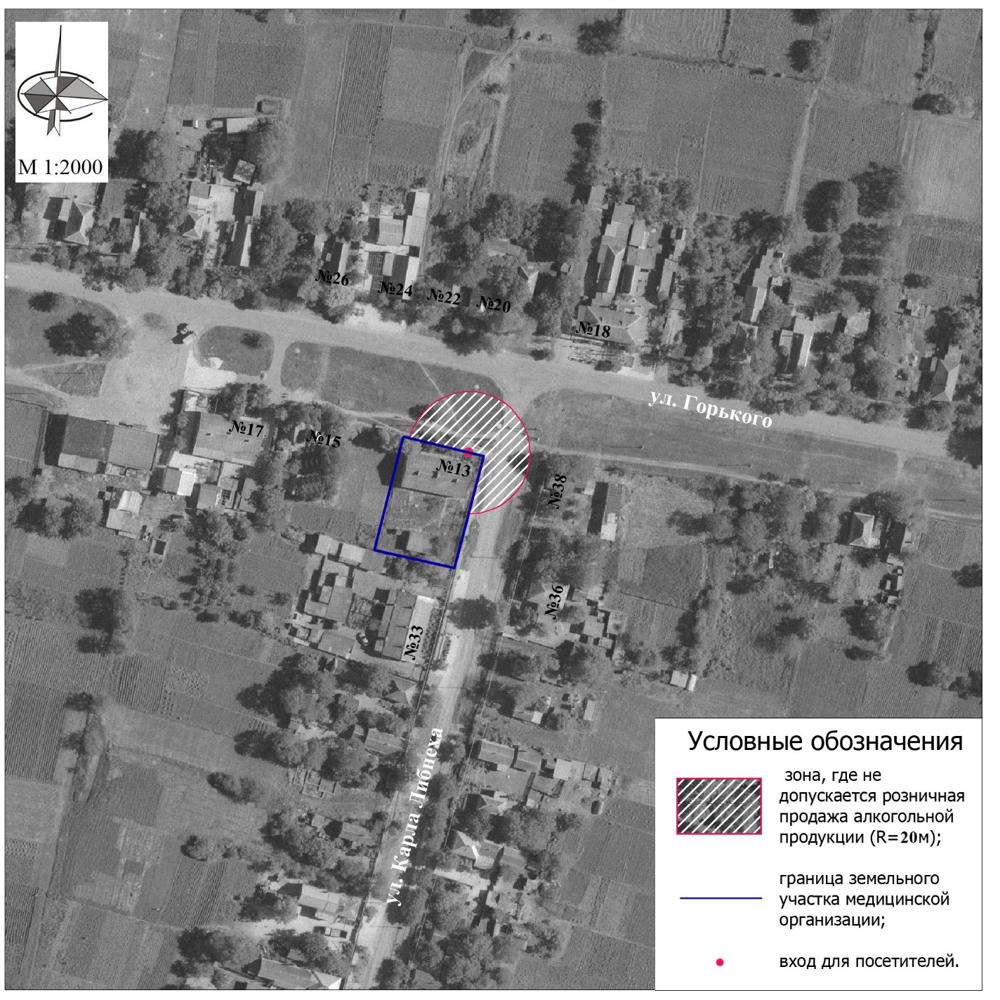 М 1:2000
№26
№24
№22
№20
№18
ул. Горького
№17
№15
№13
№38
№36
№33
ул. Карла Либнеха
Условные обозначения
зона, где не
допускается розничная
продажа алкогольной
продукции (R=20м);
граница земельного
участка медицинской
организации;
вход для посетителей.